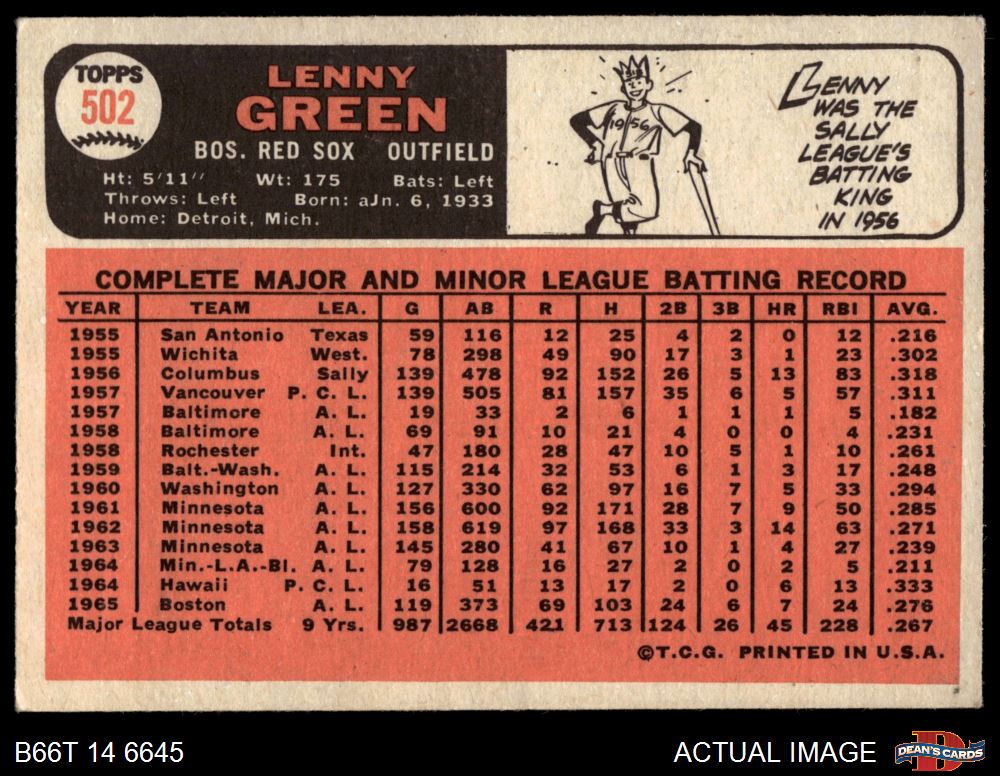 TOPPS
502
LENNY
GREEN
BOS. RED SOX OUTFIELD
Ht: 5'11" Wt: 175 Bats: Left
Throws: Left Born: aJn. 6, 1933
Home: Detroit, Mich.
1956
LENNY
WAS THE
SALLY
LEAGUE'S
BATTING
KING
IN 1956
COMPLETE MAJOR AND MINOR LEAGUE BATTING RECORD
YEAR TEAM LEA. G AB R H 2B 3B HR RBI AVG.
1955 San Antonio Texas 59 116 12 25 4 2 0 12 .216
1955 Wichita West. 78 298 49 90 17 3 1 23 .302
1956 Columbus Sally 139 478 92 152 26 5 13 83 .318
1957 Vancouver P. C. L. 139 505 81 157 35 6 5 57 .311
1957 Baltimore A. L. 19 33 2 6 1 1 1 5 .182
1958 Baltimore A. L. 69 91 10 21 4 0 0 4 .231
1958 Rochester Int. 47 180 28 47 10 5 1 10 .261
1959 Balt.-Wash. A. L. 115 214 32 53 6 1 3 17 .248
1960 Washington A. L. 127 330 62 97 16 7 5 33 .294
1961 Minnesota A. L. 156 600 92 171 28 7 9 50 .285
1962 Minnesota A. L. 158 619 97 168 33 3 14 63 .271
1963 Minnesota A. L. 145 280 41 67 10 1 4 27 .239
1964 Min.-L.A.-Bl. A. L. 79 128 16 27 2 0 2 5 .211
1964 Hawaii P. C. L. 16 51 13 17 2 0 6 13 .333
1965 Boston A. L. 119 373 69 103 24 6 7 24 .276
Major League Totals 9 Yrs. 987 2668 421 713 124 26 45 228 .267
©T.C.G. PRINTED IN U.S.A.
B66T 14 6645
ACTUAL IMAGE
DEAN'S CARDS